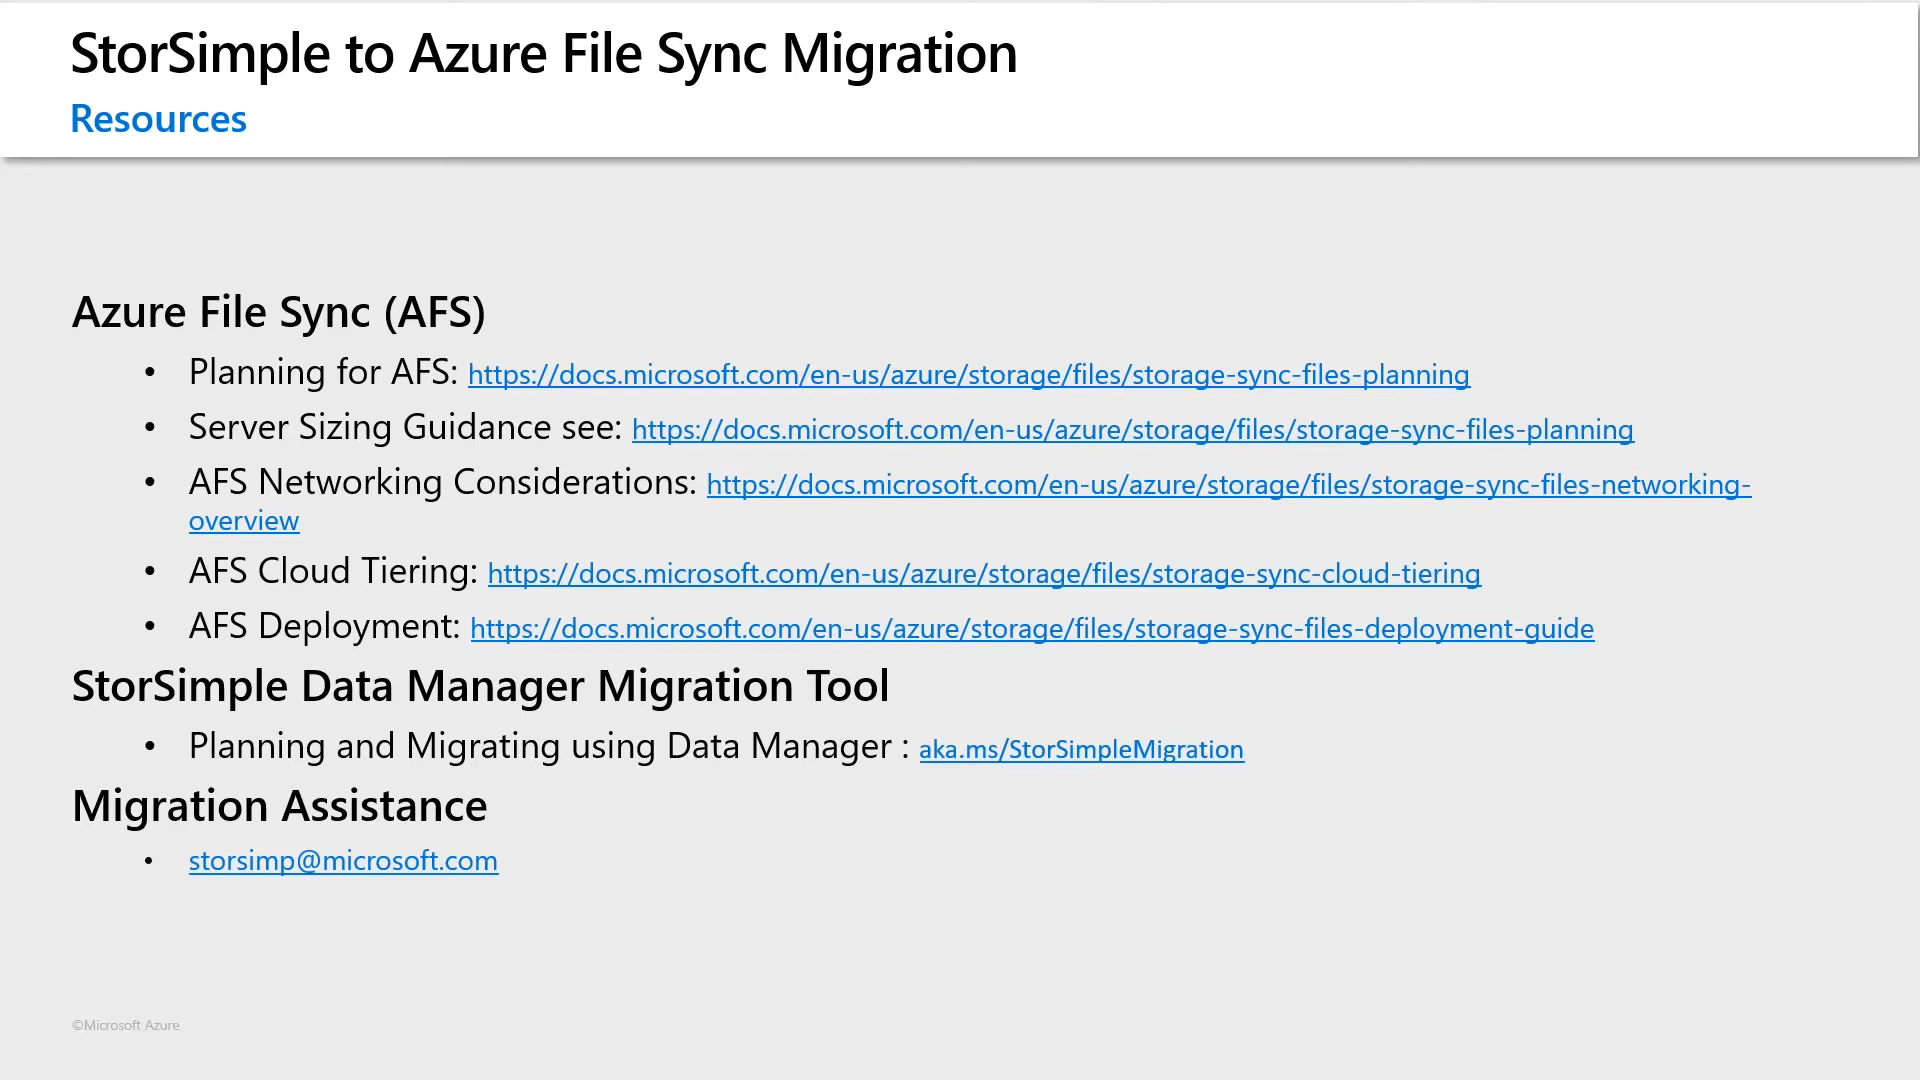 StorSimple to Azure File Sync Migration
Resources
Azure File Sync (AFS)
• Planning for AFS: https://docs.microsoft.com/en-us/azure/storage/files/storage-sync-files-planning
• Server Sizing Guidance see: https://docs.microsoft.com/en-us/azure/storage/files/storage-sync-files-planning
• AFS Networking Considerations: https://docs.microsoft.com/en-us/azure/storage/files/storage-sync-files-networking-
overview
• AFS Cloud Tiering: https://docs.microsoft.com/en-us/azure/storage/files/storage-sync-cloud-tiering
• AFS Deployment: https://docs.microsoft.com/en-us/azure/storage/files/storage-sync-files-deployment-guide
StorSimple Data Manager Migration Tool
• Planning and Migrating using Data Manager : aka.ms/StorSimpleMigration
Migration Assistance
• storsimp@microsoft.com
©Microsoft Azure